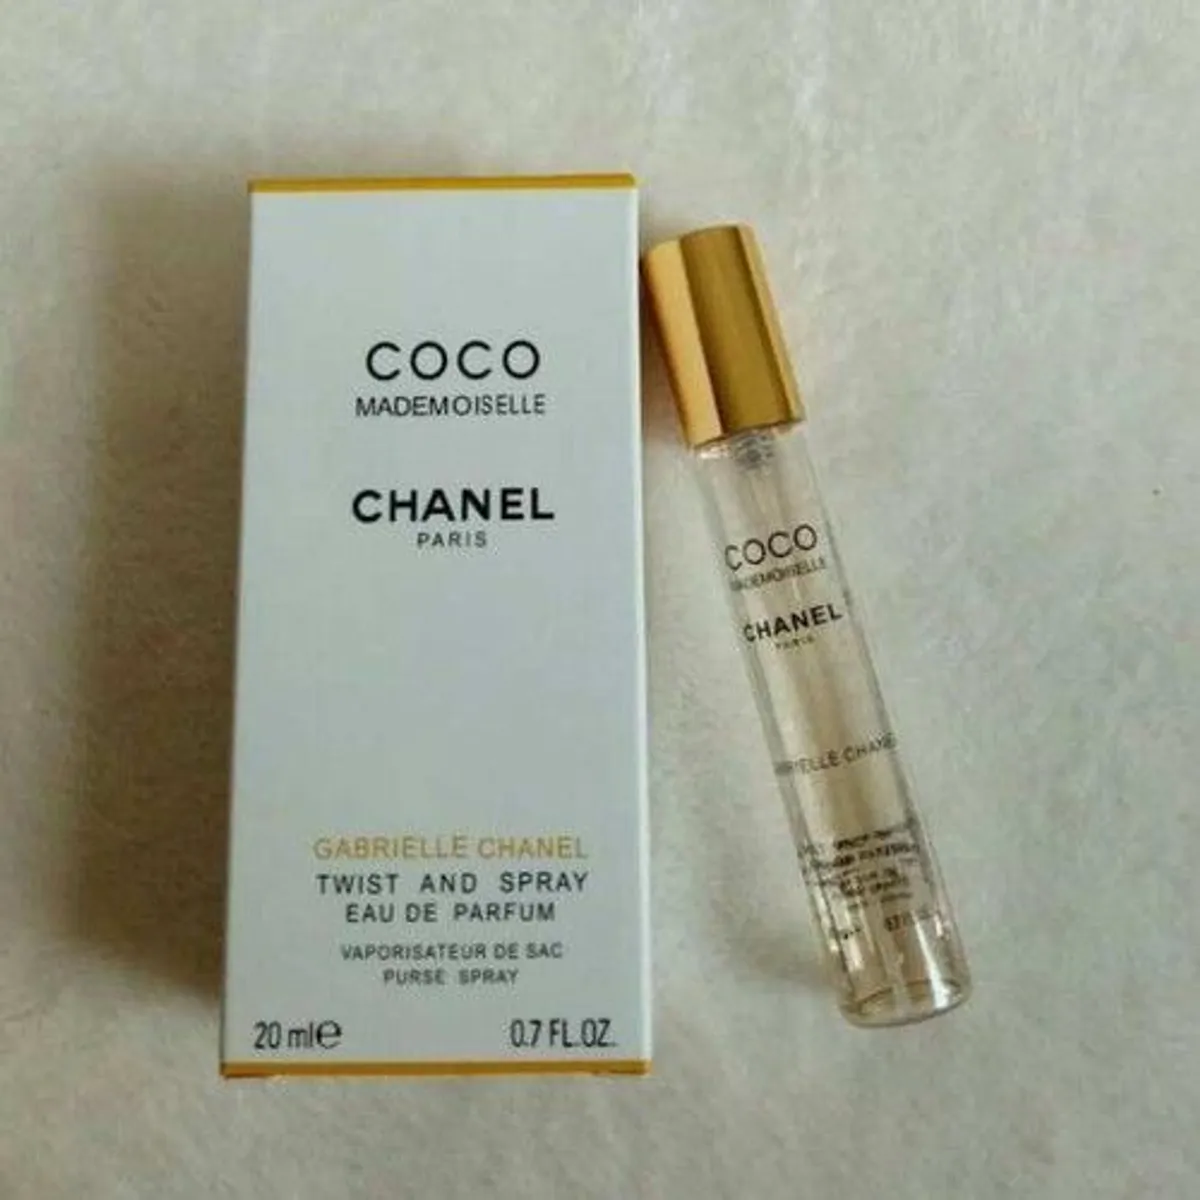 COCO
MADEMOISELLE
CHANEL
PARIS
GABRIELLE CHANEL
TWIST AND SPRAY
EAU DE PARFUM
VAPORISATEUR DE SAC
PURSE SPRAY
20 ml℮
0.7 FL.OZ.
COCO
MADEMOISELLE
CHANEL
PARIS